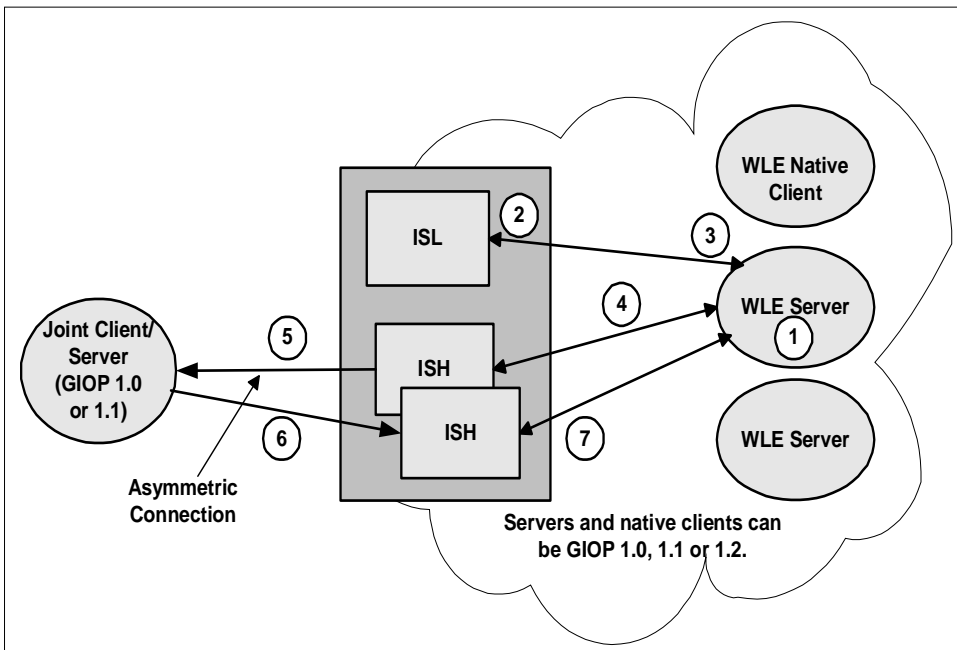 WLE Native
Client
ISL
2
3
WLE Server
1
4
Joint Client/
Server
(GIOP 1.0
or 1.1)
5
ISH
ISH
6
7
WLE Server
Asymmetric
Connection
Servers and native clients can
be GIOP 1.0, 1.1 or 1.2.